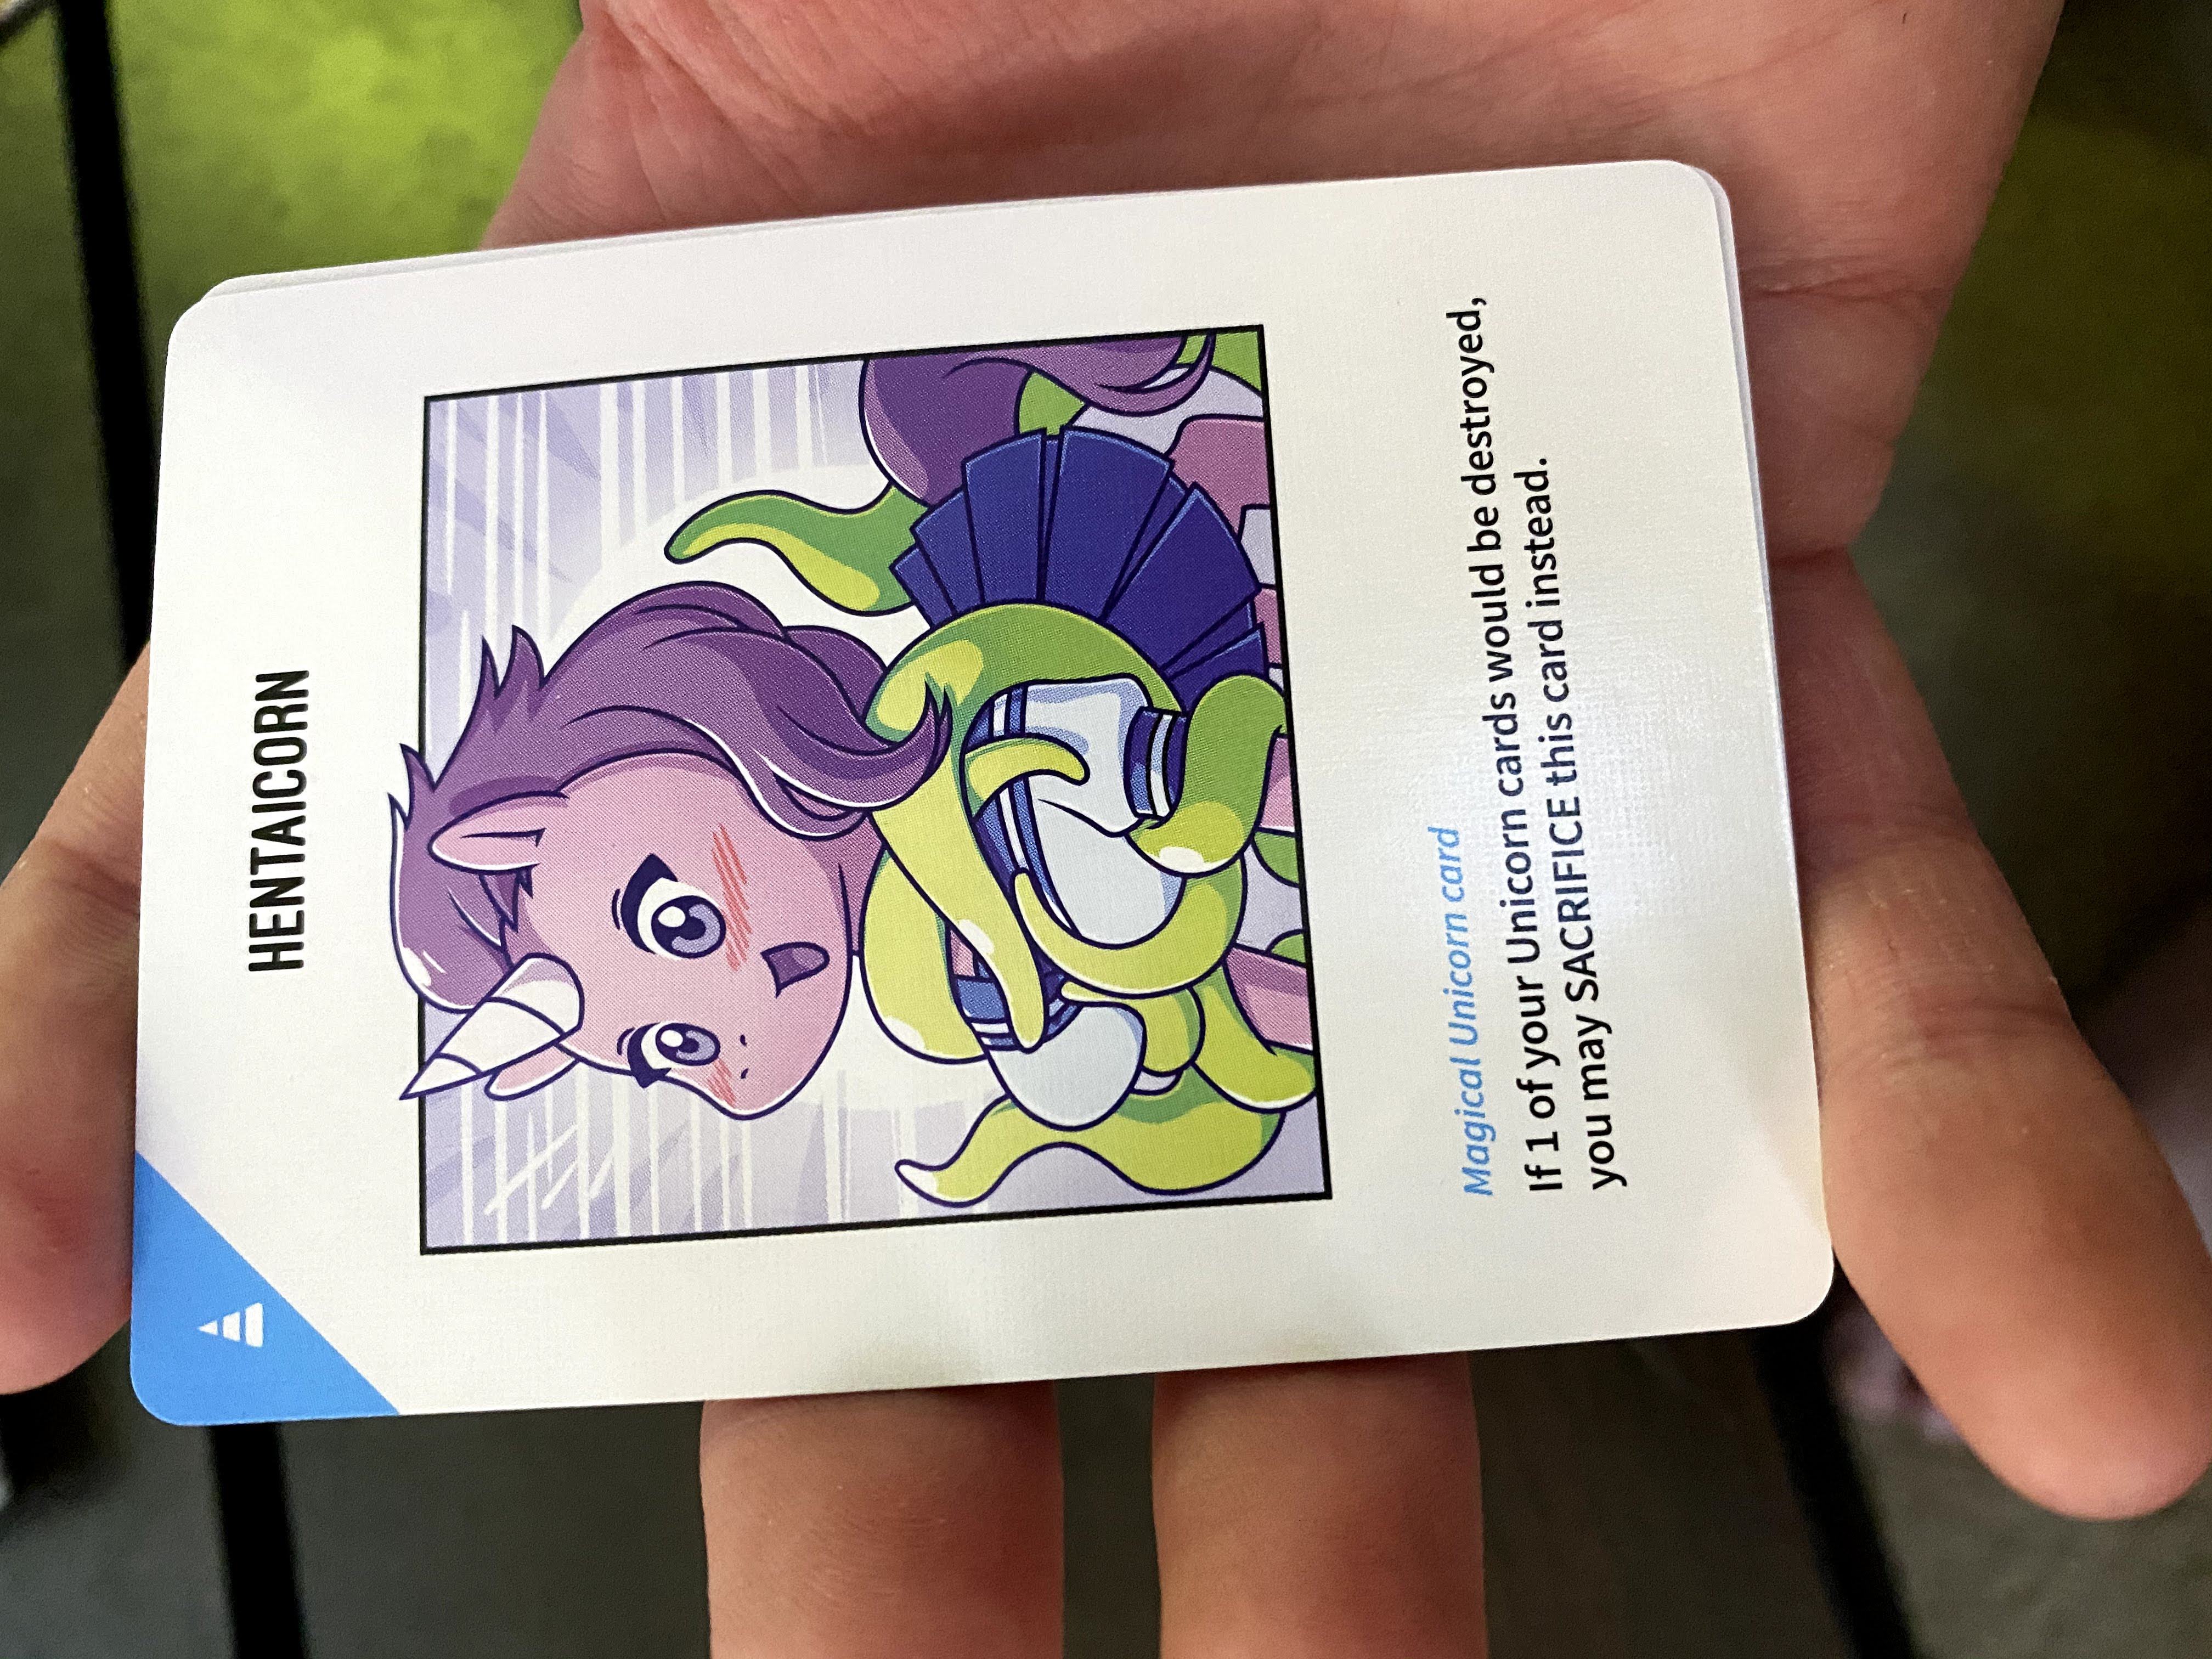 HENTAICORN
Magical Unicorn card
If 1 of your Unicorn cards would be destroyed,
you may SACRIFICE this card instead.